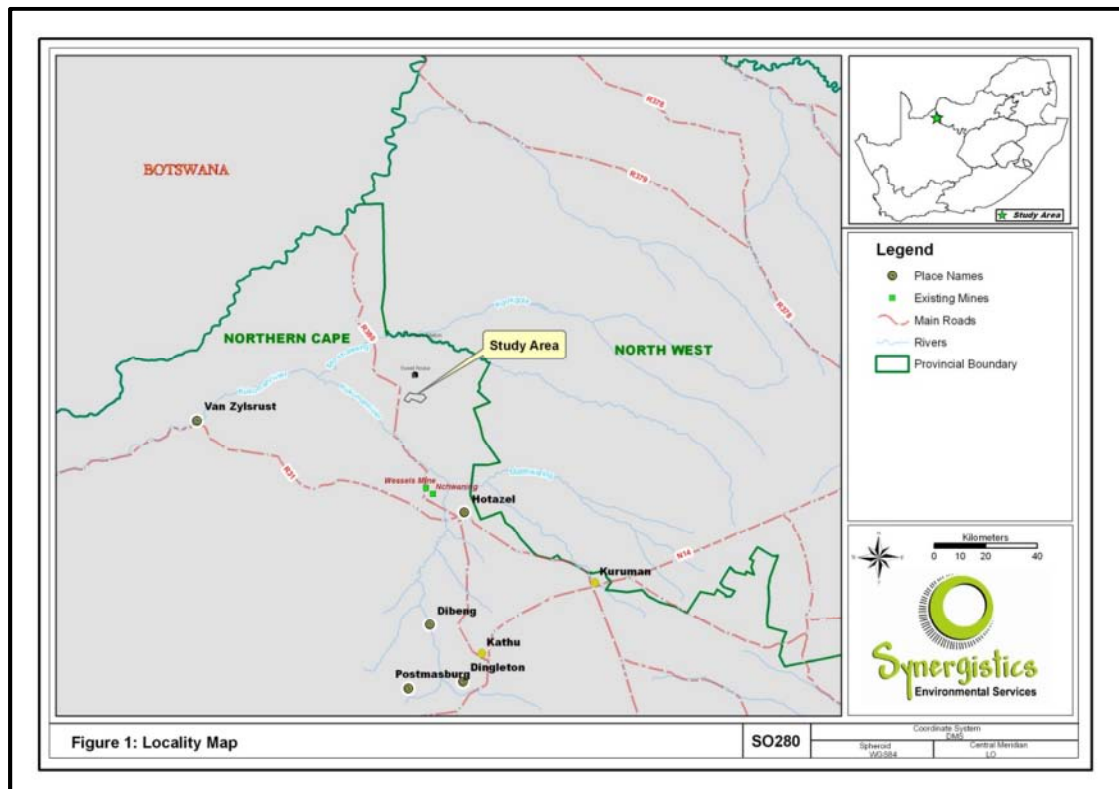 BOTSWANA
R378
R379
R378
R380
NORTHERN CAPE
NORTH WEST
Study Area
Van Zylsrust
R31
Wessels Mine
Nchwaning
Hotazel
N14
Kuruman
Dibeng
Kathu
Dingleton
Postmasburg
Study Area
Legend
Place Names
Existing Mines
Main Roads
Rivers
Provincial Boundary
Kilometers
0 10 20 40
Synergistics
Environmental Services
Figure 1: Locality Map
SO280
Coordinate System
DMS
Spheroid
WGS84
Central Meridian
LO